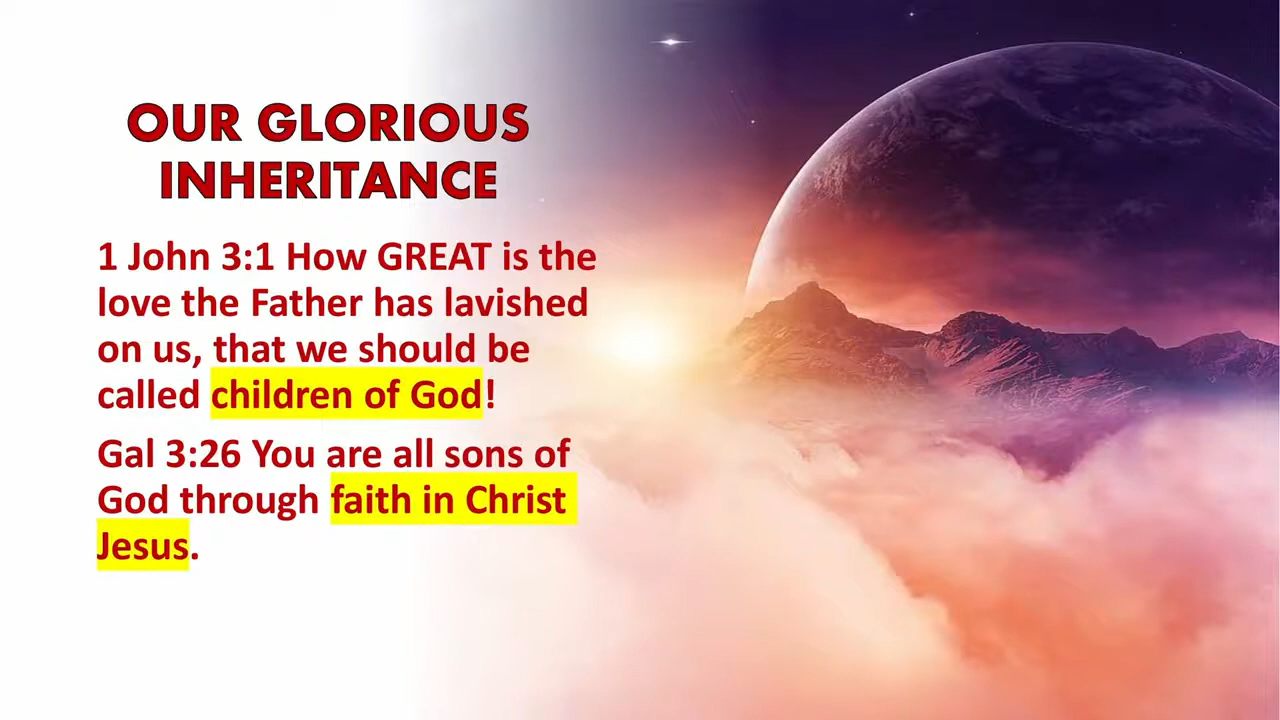 OUR GLORIOUS
INHERITANCE
1 John 3:1 How GREAT is the
love the Father has lavished
on us, that we should be
called children of God!
Gal 3:26 You are all sons of
God through faith in Christ
Jesus.